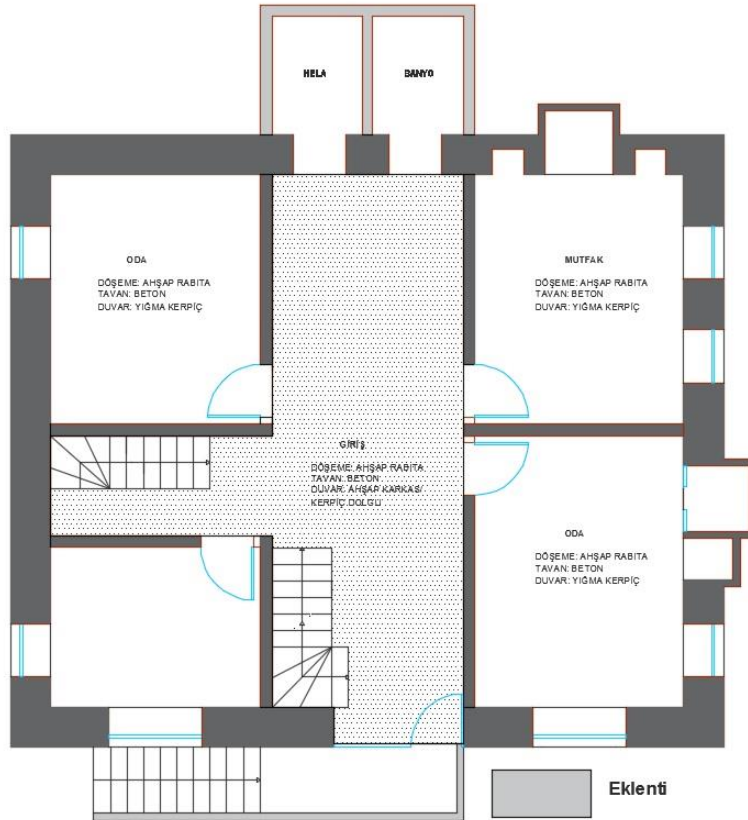 HELA
BANYO
ODA
DÖŞEME: AHŞAP RABITA
TAVAN: BETON
DUVAR: YIĞMA KERPİÇ
MUTFAK
DÖŞEME: AHŞAP RABITA
TAVAN: BETON
DUVAR: YIĞMA KERPİÇ
GİRİŞ
DÖŞEME: AHŞAP RABITA
TAVAN: BETON
DUVAR: AHŞAP KARKAS/
KERPİÇ DOLGU
ODA
DÖŞEME: AHŞAP RABITA
TAVAN: BETON
DUVAR: YIĞMA KERPİÇ
Eklenti